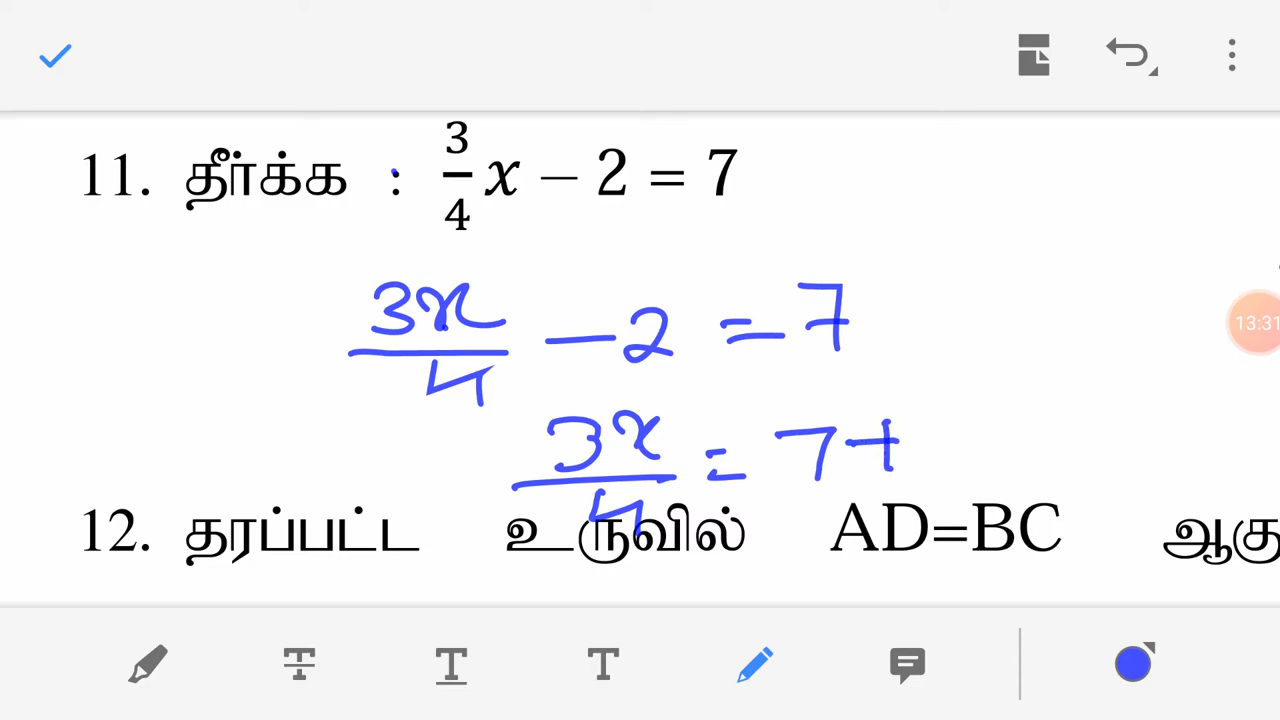 11. தீர்க்க : 3/4 x − 2 = 7
3x/4 − 2 = 7
13:31
3x/4 = 7+
12. தரப்பட்ட உருவில் AD=BC ஆகு
T T T